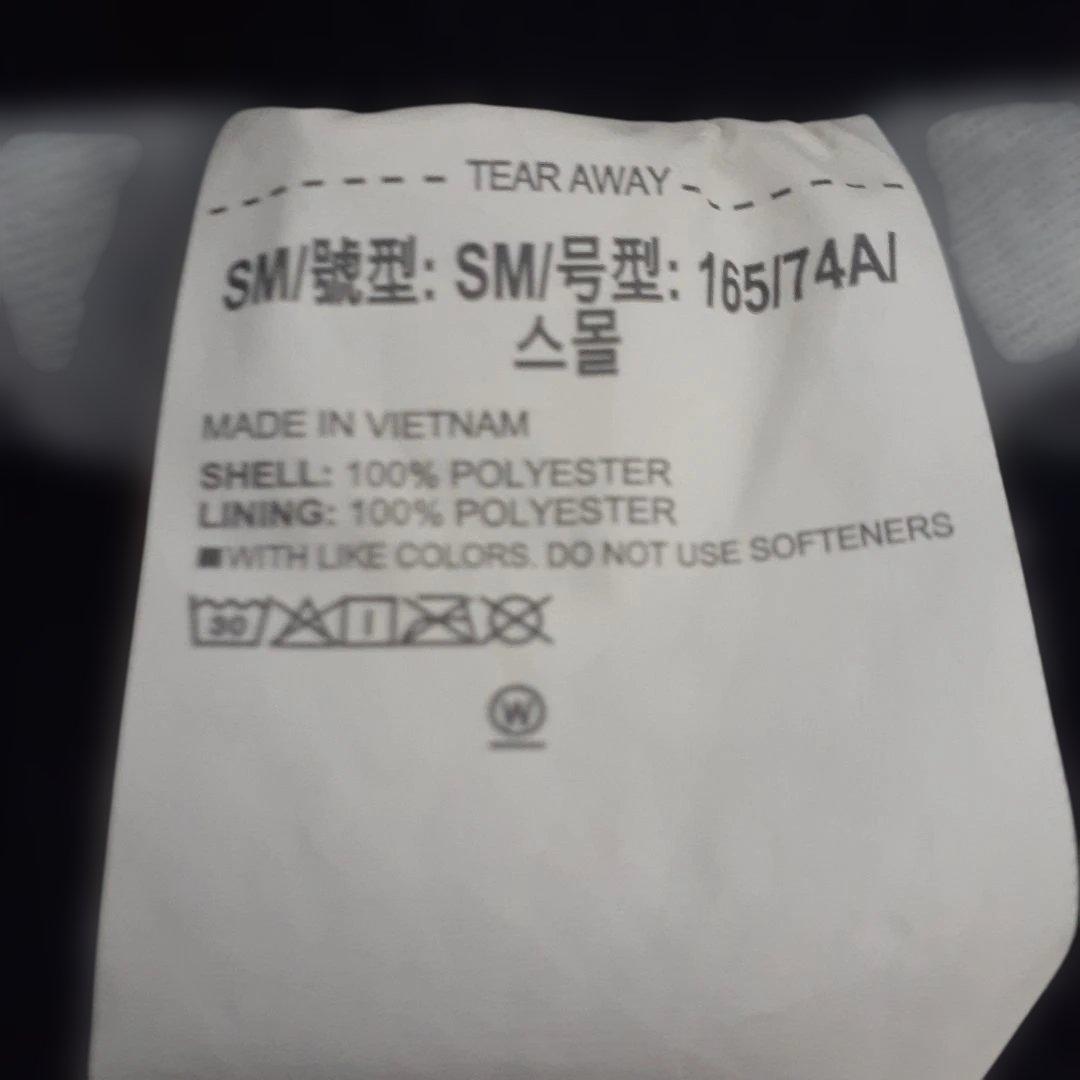 TEAR AWAY
SM/號型: SM/号型: 165/74A/
스몰
MADE IN VIETNAM
SHELL: 100% POLYESTER
LINING: 100% POLYESTER
■WITH LIKE COLORS. DO NOT USE SOFTENERS
30
W